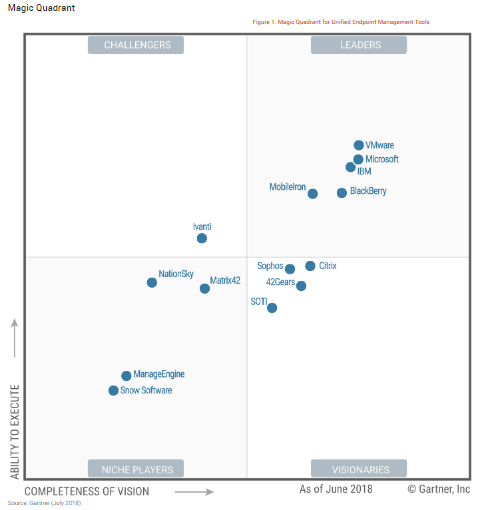 Magic Quadrant
Figure 1. Magic Quadrant for Unified Endpoint Management Tools
CHALLENGERS
LEADERS
VMware
Microsoft
IBM
MobileIron
BlackBerry
Ivanti
Sophos
Citrix
NationSky
Matrix42
42Gears
SOTI
ManageEngine
Snow Software
NICHE PLAYERS
VISIONARIES
ABILITY TO EXECUTE
COMPLETENESS OF VISION
As of June 2018
© Gartner, Inc
Source: Gartner (July 2018)